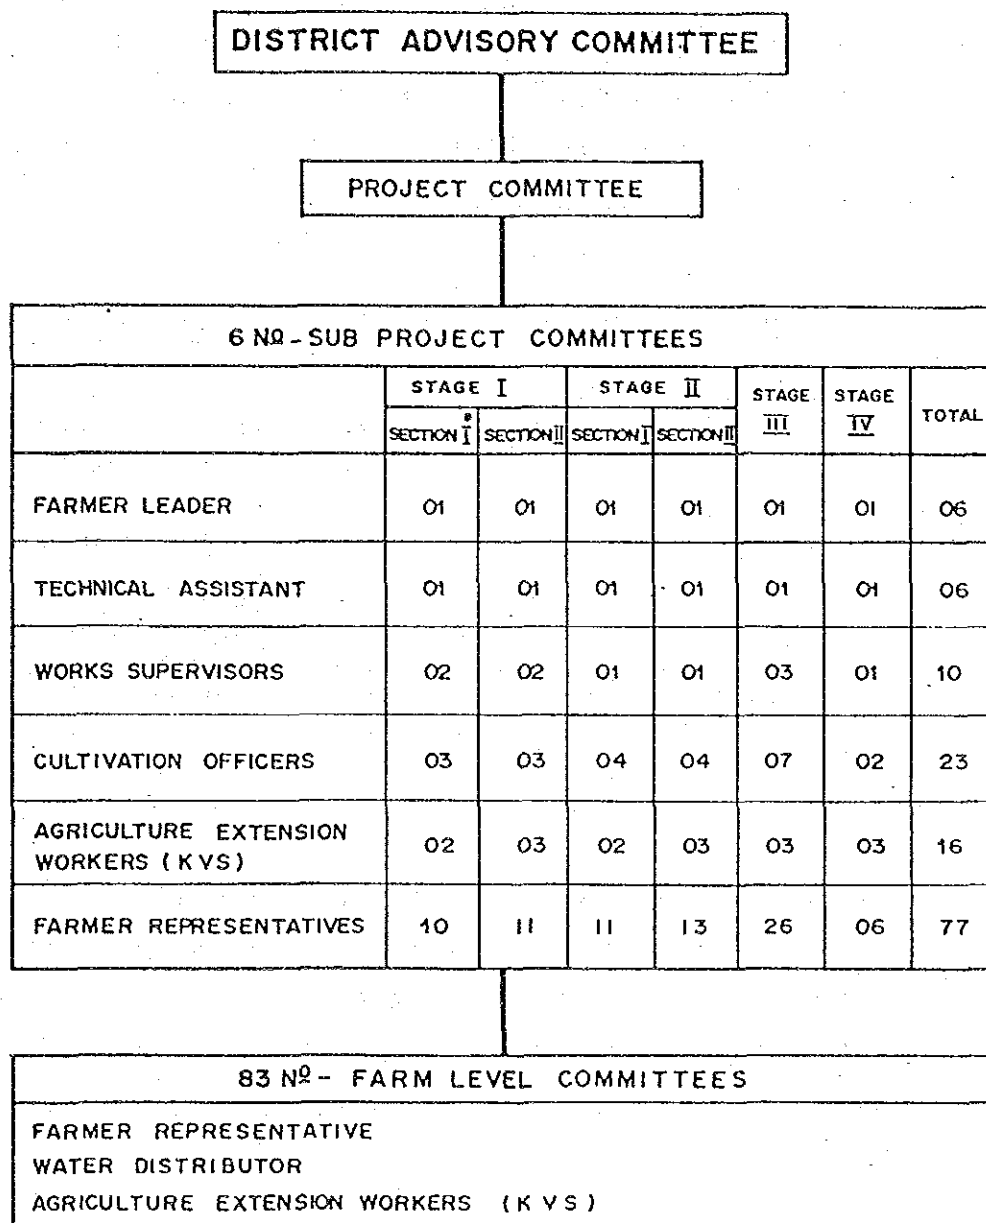 DISTRICT ADVISORY COMMITTEE
PROJECT COMMITTEE
6 Nº - SUB PROJECT COMMITTEES
STAGE I STAGE II STAGE III STAGE IV TOTAL
SECTION I SECTION II SECTION I SECTION II
FARMER LEADER 01 01 01 01 01 01 06
TECHNICAL ASSISTANT 01 01 01 01 01 01 06
WORKS SUPERVISORS 02 02 01 01 03 01 10
CULTIVATION OFFICERS 03 03 04 04 07 02 23
AGRICULTURE EXTENSION
WORKERS (KVS) 02 03 02 03 03 03 16
FARMER REPRESENTATIVES 10 11 11 13 26 06 77
83 Nº - FARM LEVEL COMMITTEES
FARMER REPRESENTATIVE
WATER DISTRIBUTOR
AGRICULTURE EXTENSION WORKERS (KVS)